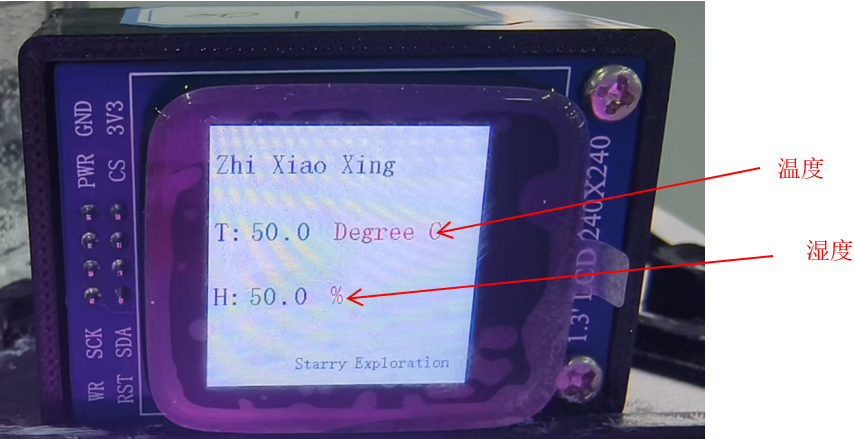 GND
3V3
PWR
CS
SCK
SDA
WR
RST
Zhi Xiao Xing
T: 50.0 Degree C
H: 50.0 %
Starry Exploration
1.3' LCD 240X240
温度
湿度